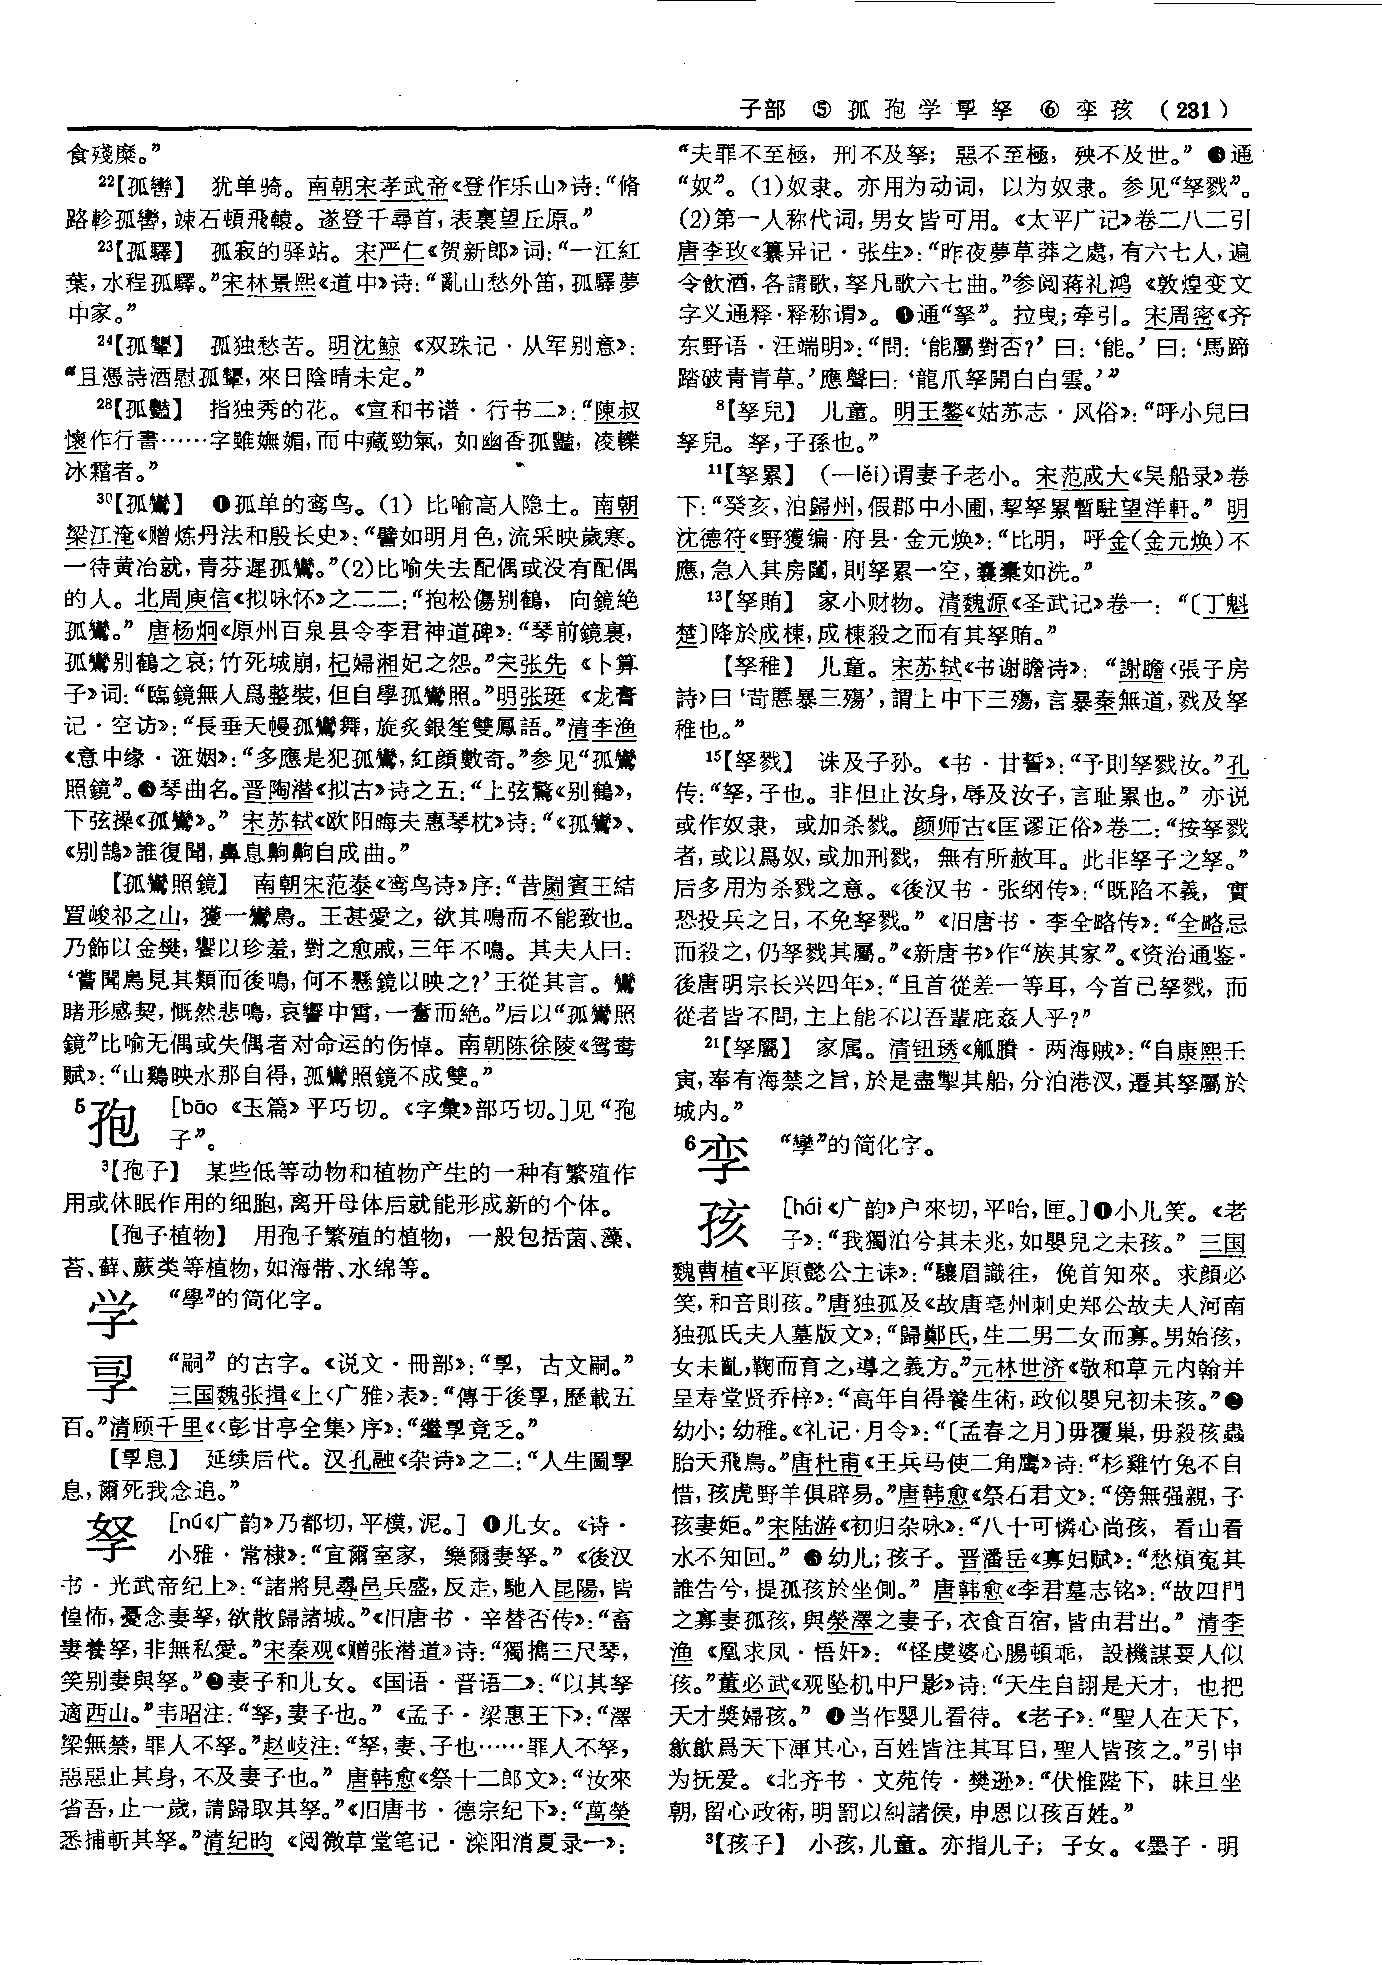 子部 ⑤ 孤 孢 学 孠 孥 ⑥ 孪 孩 (231)
食殘糜。”
²²【孤轡】 犹单骑。南朝宋孝武帝《登作乐山》诗：“脩
路軫孤轡，竦石頓飛轅。遂登千尋首，表裏望丘原。”
²³【孤驛】 孤寂的驿站。宋严仁《贺新郎》词：“一江紅
葉，水程孤驛。”宋林景熙《道中》诗：“亂山愁外笛，孤驛夢
中家。”
²⁴【孤顰】 孤独愁苦。明沈鲸《双珠记·从军别意》：
“且憑詩酒慰孤顰，來日陰晴未定。”
²⁸【孤豔】 指独秀的花。《宣和书谱·行书二》：“陳叔
懷作行書……字雖嫵媚，而中藏勁氣，如幽香孤豔，凌轢
冰霜者。”
³⁰【孤鸞】 ❶孤单的鸾鸟。(1) 比喻高人隐士。南朝
梁江淹《赠炼丹法和殷长史》：“譬如明月色，流采映歲寒。
一待黄冶就，青芬遲孤鸞。”(2)比喻失去配偶或没有配偶
的人。北周庾信《拟咏怀》之二二：“抱松傷别鶴，向鏡絶
孤鸞。”唐杨炯《原州百泉县令李君神道碑》：“琴前鏡裏，
孤鸞别鶴之哀；竹死城崩，杞婦湘妃之怨。”宋张先《卜算
子》词：“臨鏡無人爲整裝，但自學孤鸞照。”明张珽《龙膏
记·空访》：“長垂天幔孤鸞舞，旋炙銀笙雙鳳語。”清李渔
《意中缘·诳姻》：“多應是犯孤鸞，紅顔數奇。”参见“孤鸞
照鏡”。❷琴曲名。晋陶潜《拟古》诗之五：“上弦驚《别鶴》，
下弦操《孤鸞》。”宋苏轼《欧阳晦夫惠琴枕》诗：“《孤鸞》、
《别鵠》誰復聞，鼻息齁齁自成曲。”
【孤鸞照鏡】 南朝宋范泰《鸾鸟诗》序：“昔罽賓王結
罝峻祁之山，獲一鸞鳥。王甚愛之，欲其鳴而不能致也。
乃飾以金樊，饗以珍羞，對之愈戚，三年不鳴。其夫人曰：
‘嘗聞鳥見其類而後鳴，何不懸鏡以映之？’王從其言。鸞
睹形感契，慨然悲鳴，哀響中霄，一奮而絶。”后以“孤鸞照
鏡”比喻无偶或失偶者对命运的伤悼。南朝陈徐陵《鸳鸯
赋》：“山鷄映水那自得，孤鸞照鏡不成雙。”
⁵孢 [bāo《玉篇》平巧切。《字彙》部巧切。]见“孢
子”。
³【孢子】 某些低等动物和植物产生的一种有繁殖作
用或休眠作用的细胞，离开母体后就能形成新的个体。
【孢子植物】 用孢子繁殖的植物，一般包括菌、藻、
苔、藓、蕨类等植物，如海带、水绵等。
学 “學”的简化字。
孠 “嗣”的古字。《说文·冊部》：“孠，古文嗣。”
三国魏张揖《上〈广雅〉表》：“傳于後孠，歷載五
百。”清顾千里《〈彭甘亭全集〉序》：“繼孠竟乏。”
【孠息】 延续后代。汉孔融《杂诗》之二：“人生圖孠
息，爾死我念追。”
孥 [nú《广韵》乃都切，平模，泥。] ❶儿女。《诗·
小雅·常棣》：“宜爾室家，樂爾妻孥。”《後汉
书·光武帝纪上》：“諸將見尋邑兵盛，反走，馳入昆陽，皆
惶怖，憂念妻孥，欲散歸諸城。”《旧唐书·辛替否传》：“畜
妻養孥，非無私愛。”宋秦观《赠张潜道》诗：“獨攜三尺琴，
笑别妻與孥。”❷妻子和儿女。《国语·晋语二》：“以其孥
適西山。”韦昭注：“孥，妻子也。”《孟子·梁惠王下》：“澤
梁無禁，罪人不孥。”赵岐注：“孥，妻、子也……罪人不孥，
惡惡止其身，不及妻子也。”唐韩愈《祭十二郎文》：“汝來
省吾，止一歲，請歸取其孥。”《旧唐书·德宗纪下》：“萬榮
悉捕斬其孥。”清纪昀《阅微草堂笔记·滦阳消夏录一》：
“夫罪不至極，刑不及孥；惡不至極，殃不及世。”❸通
“奴”。(1)奴隶。亦用为动词，以为奴隶。参见“孥戮”。
(2)第一人称代词，男女皆可用。《太平广记》卷二八二引
唐李玫《纂异记·张生》：“昨夜夢草莽之處，有六七人，遍
令飲酒，各請歌，孥凡歌六七曲。”参阅蒋礼鸿《敦煌变文
字义通释·释称谓》。❹通“拏”。拉曳；牵引。宋周密《齐
东野语·汪端明》：“問：‘能屬對否？’曰：‘能。’曰：‘馬蹄
踏破青青草。’應聲曰：‘龍爪孥開白白雲。’”
⁸【孥兒】 儿童。明王鏊《姑苏志·风俗》：“呼小兒曰
孥兒。孥，子孫也。”
¹¹【孥累】 (—lěi)谓妻子老小。宋范成大《吴船录》卷
下：“癸亥，泊歸州，假郡中小圃，挈孥累暫駐望洋軒。”明
沈德符《野獲编·府县·金元焕》：“比明，呼金（金元焕）不
應，急入其房闥，則孥累一空，囊橐如洗。”
¹³【孥賄】 家小财物。清魏源《圣武记》卷一：“〔丁魁
楚〕降於成棟，成棟殺之而有其孥賄。”
【孥稚】 儿童。宋苏轼《书谢瞻诗》：“謝瞻〈張子房
詩〉曰‘苛慝暴三殤’，謂上中下三殤，言暴秦無道，戮及孥
稚也。”
¹⁵【孥戮】 诛及子孙。《书·甘誓》：“予則孥戮汝。”孔
传：“孥，子也。非但止汝身，辱及汝子，言耻累也。”亦说
或作奴隶，或加杀戮。颜师古《匡谬正俗》卷二：“按孥戮
者，或以爲奴，或加刑戮，無有所赦耳。此非孥子之孥。”
后多用为杀戮之意。《後汉书·张纲传》：“既陷不義，實
恐投兵之日，不免孥戮。”《旧唐书·李全略传》：“全略忌
而殺之，仍孥戮其屬。”《新唐书》作“族其家”。《资治通鉴·
後唐明宗长兴四年》：“且首從差一等耳，今首已孥戮，而
從者皆不問，主上能不以吾輩庇姦人乎？”
²¹【孥屬】 家属。清钮琇《觚賸·两海贼》：“自康熙壬
寅，奉有海禁之旨，於是盡掣其船，分泊港汊，遷其孥屬於
城内。”
⁶孪 “孿”的简化字。
孩 [hái《广韵》户來切，平咍，匣。]❶小儿笑。《老
子》：“我獨泊兮其未兆，如嬰兒之未孩。”三国
魏曹植《平原懿公主诔》：“驤眉識往，俛首知來。求顔必
笑，和音則孩。”唐独孤及《故唐亳州刺史郑公故夫人河南
独孤氏夫人墓版文》：“歸鄭氏，生二男二女而寡。男始孩，
女未齓，鞠而育之，導之義方。”元林世济《敬和草元内翰并
呈寿堂贤乔梓》：“高年自得養生術，政似嬰兒初未孩。”❷
幼小；幼稚。《礼记·月令》：“〔孟春之月〕毋覆巢，毋殺孩蟲
胎夭飛鳥。”唐杜甫《王兵马使二角鹰》诗：“杉雞竹兔不自
惜，孩虎野羊俱辟易。”唐韩愈《祭石君文》：“傍無强親，子
孩妻姖。”宋陆游《初归杂咏》：“八十可憐心尚孩，看山看
水不知回。”❸幼儿；孩子。晋潘岳《寡妇赋》：“愁煩冤其
誰告兮，提孤孩於坐側。”唐韩愈《李君墓志铭》：“故四門
之寡妻孤孩，與滎澤之妻子，衣食百宿，皆由君出。”清李
渔《凰求凤·悟奸》：“怪虔婆心腸頓乖，設機謀耍人似
孩。”董必武《观坠机中尸影》诗：“天生自詡是天才，也把
天才獎婦孩。”❹当作婴儿看待。《老子》：“聖人在天下，
歙歙爲天下渾其心，百姓皆注其耳目，聖人皆孩之。”引申
为抚爱。《北齐书·文苑传·樊逊》：“伏惟陛下，昧旦坐
朝，留心政術，明罰以糾諸侯，申恩以孩百姓。”
³【孩子】 小孩，儿童。亦指儿子；子女。《墨子·明